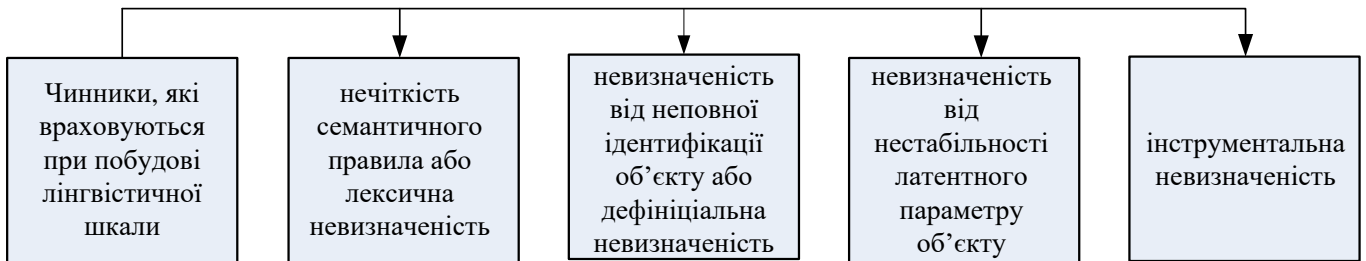 Чинники, які
враховуються
при побудові
лінгвістичної
шкали
нечіткість
семантичного
правила або
лексична
невизначеність
невизначеність
від неповної
ідентифікації
об’єкту або
дефініціальна
невизначеність
невизначеність
від
нестабільності
латентного
параметру
об’єкту
інструментальна
невизначеність